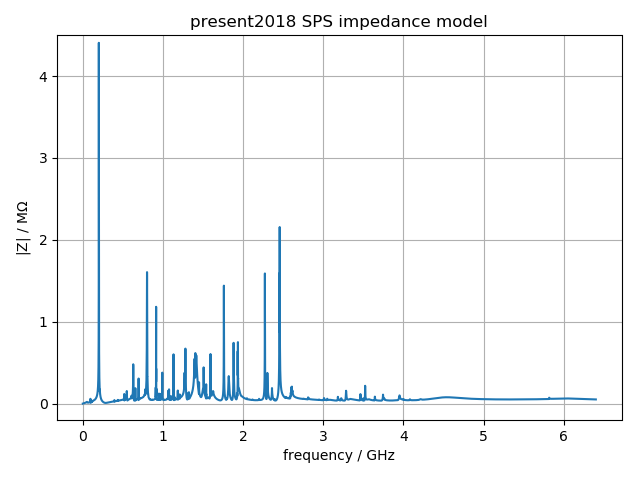 present2018 SPS impedance model
|Z| / MΩ
4
3
2
1
0
0 1 2 3 4 5 6
frequency / GHz